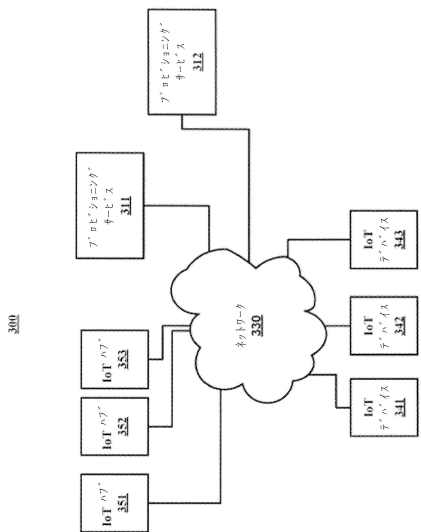 300
IoT ハブ
351
IoT ハブ
352
IoT ハブ
353
プロビジョニング
サービス
311
プロビジョニング
サービス
312
ネットワーク
330
IoT
デバイス
341
IoT
デバイス
342
IoT
デバイス
343